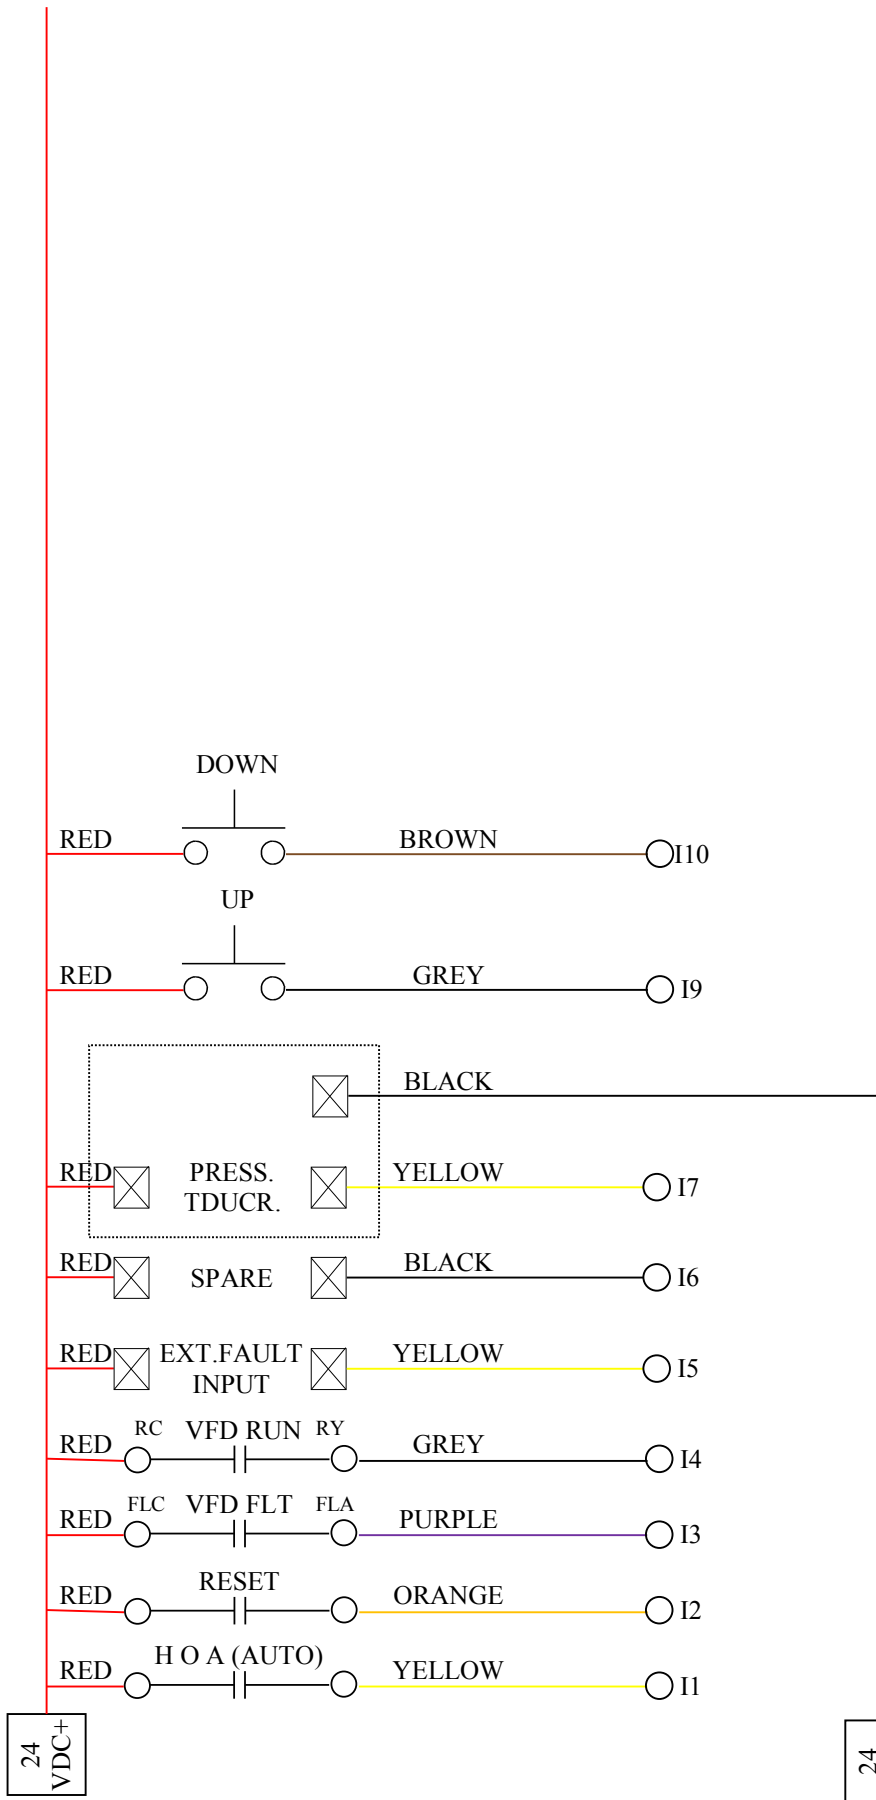 DOWN
RED BROWN I10
UP
RED GREY I9
BLACK
RED PRESS. YELLOW I7
TDUCR.
RED SPARE BLACK I6
RED EXT.FAULT YELLOW I5
INPUT
RED RC VFD RUN RY GREY I4
RED FLC VFD FLT FLA PURPLE I3
RED RESET ORANGE I2
RED H O A (AUTO) YELLOW I1
24
VDC+
24